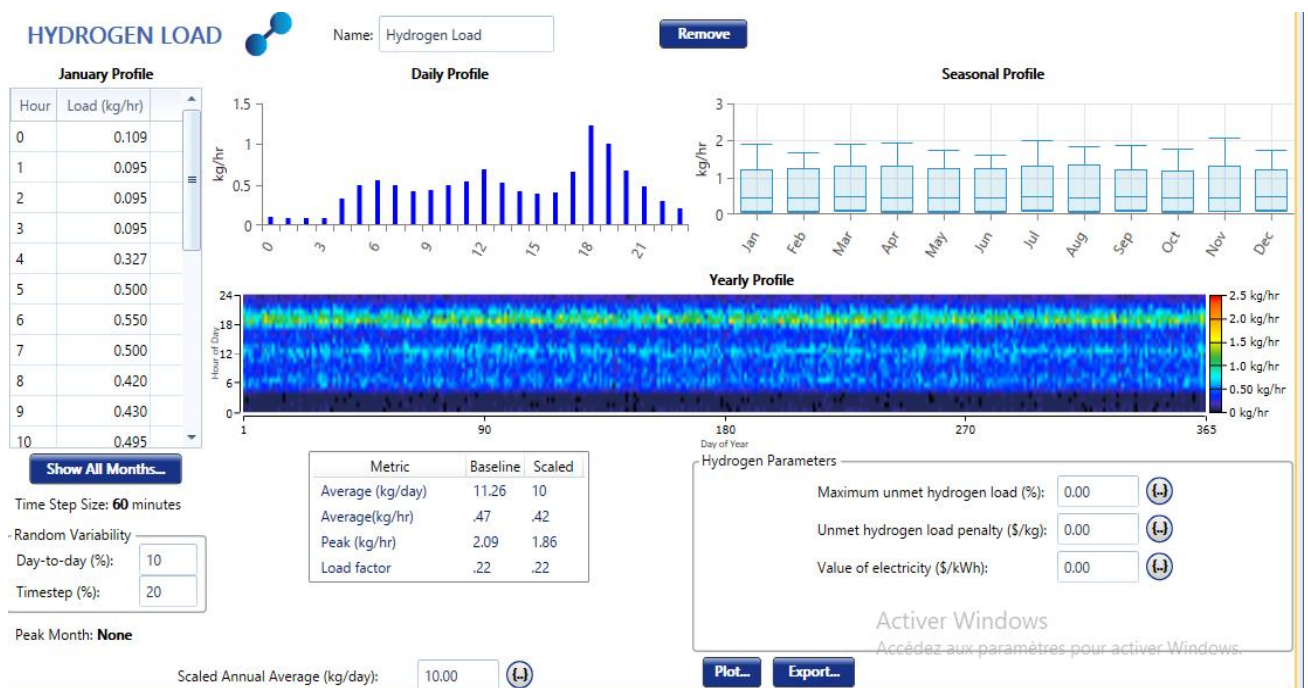 HYDROGEN LOAD
Name: Hydrogen Load
Remove
January Profile
Hour Load (kg/hr)
0 0.109
1 0.095
2 0.095
3 0.095
4 0.327
5 0.500
6 0.550
7 0.500
8 0.420
9 0.430
10 0.495
Show All Months...
Time Step Size: 60 minutes
Random Variability
Day-to-day (%): 10
Timestep (%): 20
Peak Month: None
Daily Profile
kg/hr
1.5
1
0.5
0
0 3 6 9 12 15 18 21
Seasonal Profile
kg/hr
3
2
1
0
Jan Feb Mar Apr May Jun Jul Aug Sep Oct Nov Dec
Yearly Profile
Hour of Day
24
18
12
6
0
1 90 180 270 365
Day of Year
2.5 kg/hr
2.0 kg/hr
1.5 kg/hr
1.0 kg/hr
0.50 kg/hr
0 kg/hr
Metric Baseline Scaled
Average (kg/day) 11.26 10
Average(kg/hr) .47 .42
Peak (kg/hr) 2.09 1.86
Load factor .22 .22
Hydrogen Parameters
Maximum unmet hydrogen load (%): 0.00 {..}
Unmet hydrogen load penalty ($/kg): 0.00 {..}
Value of electricity ($/kWh): 0.00 {..}
Activer Windows
Accédez aux paramètres pour activer Windows.
Scaled Annual Average (kg/day): 10.00 {..}
Plot... Export...